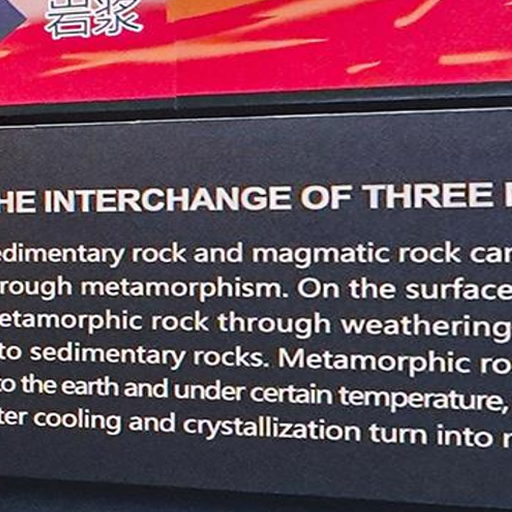 岩浆
HE INTERCHANGE OF THREE
edimentary rock and magmatic rock can
rough metamorphism. On the surface
etamorphic rock through weathering
to sedimentary rocks. Metamorphic ro
to the earth and under certain temperature,
ter cooling and crystallization turn into